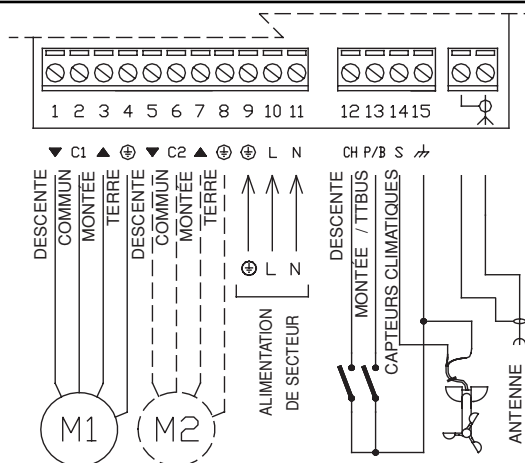 1 2 3 4 5 6 7 8 9 10 11 12 13 14 15
▼ C1 ▲ ⏚ ▼ C2 ▲ ⏚ ⏚ L N CH P/B S
DESCENTE
COMMUN
MONTÉE
TERRE
DESCENTE
COMMUN
MONTÉE
TERRE
⏚ L N
ALIMENTATION
DE SECTEUR
DESCENTE
MONTÉE / TTBUS
CAPTEURS CLIMATIQUES
ANTENNE
M1
M2